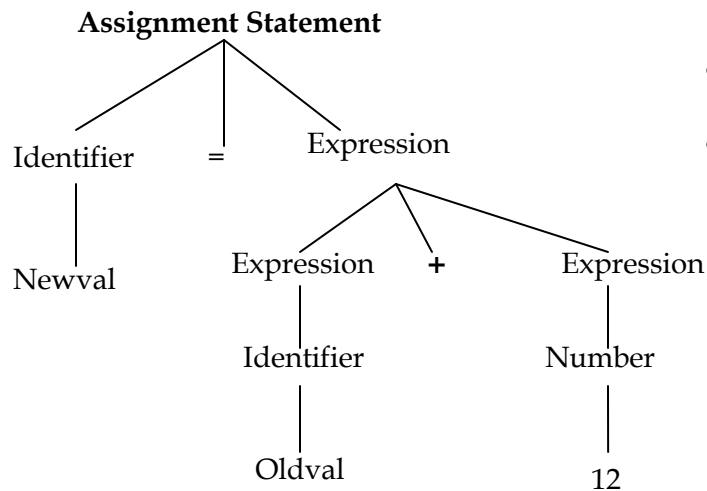 Assignment Statement
Identifier = Expression
Newval Expression + Expression
Identifier Number
Oldval 12